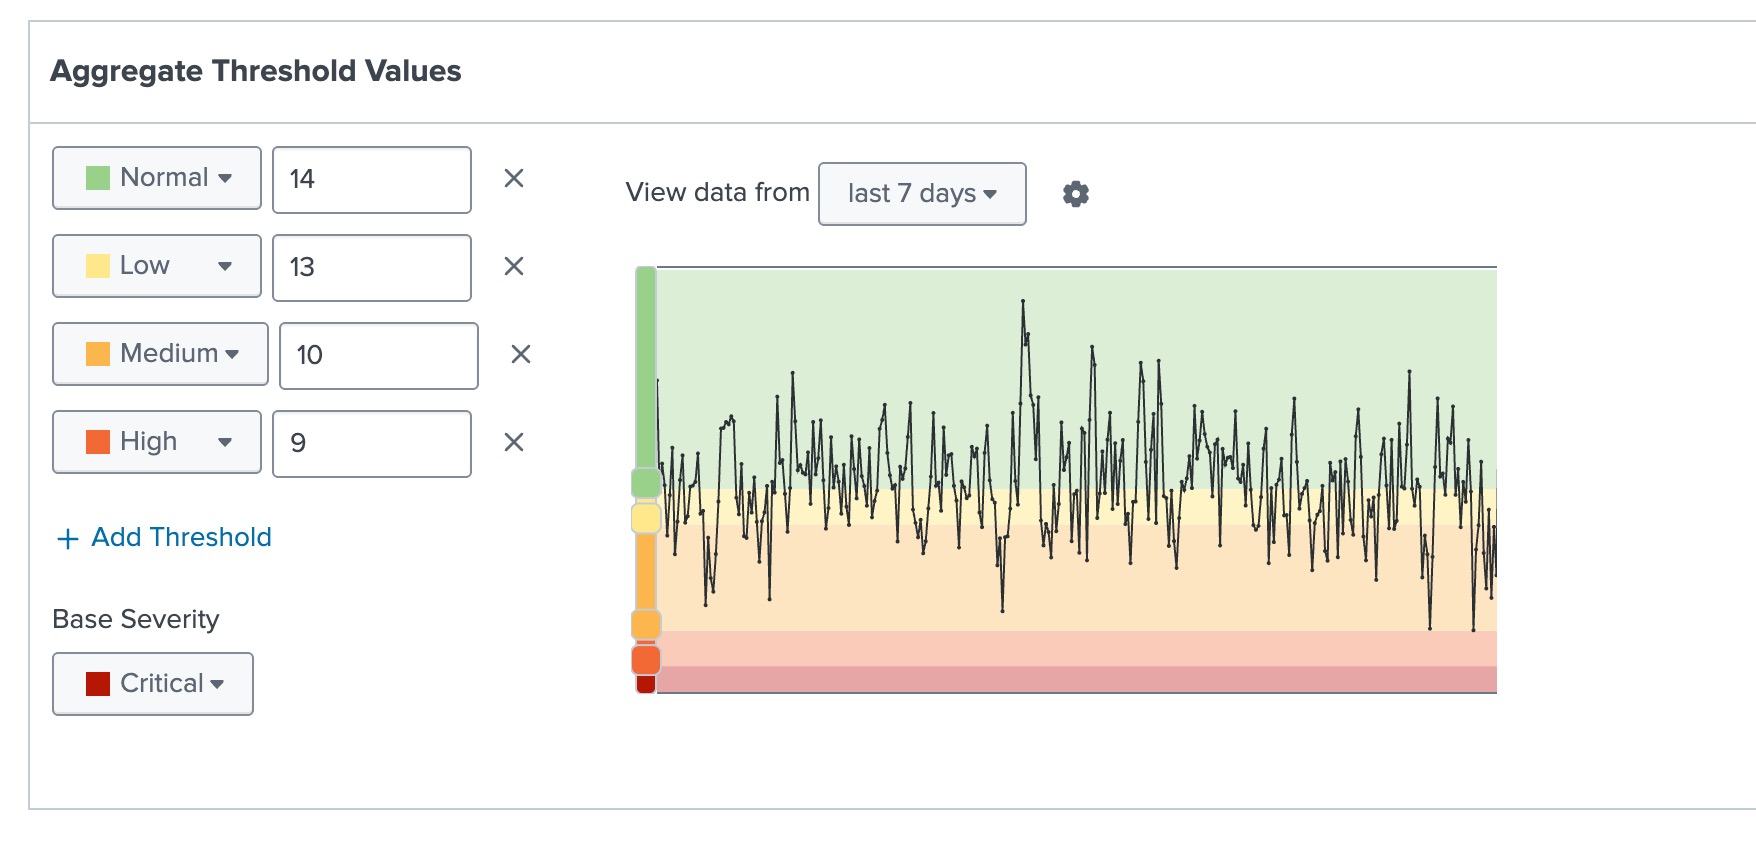 Aggregate Threshold Values
Normal 14
View data from last 7 days
Low 13
Medium 10
High 9
+ Add Threshold
Base Severity
Critical